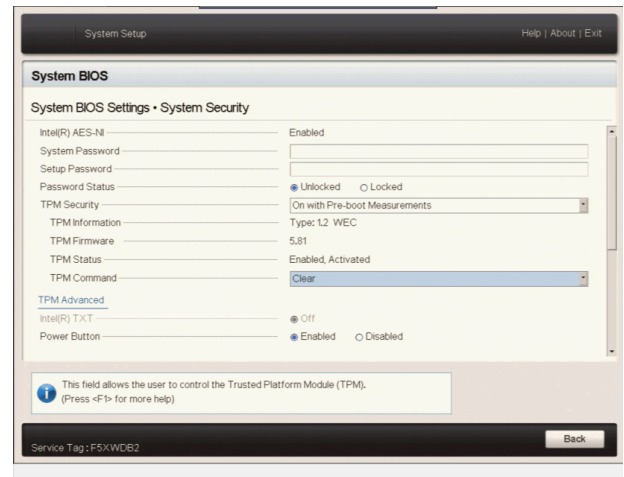 System Setup
Help | About | Exit
System BIOS
System BIOS Settings • System Security
Intel(R) AES-NI Enabled
System Password
Setup Password
Password Status Unlocked Locked
TPM Security On with Pre-boot Measurements
TPM Information Type: 1.2 WEC
TPM Firmware 5.81
TPM Status Enabled, Activated
TPM Command Clear
TPM Advanced
Intel(R) TXT Off
Power Button Enabled Disabled
This field allows the user to control the Trusted Platform Module (TPM).
(Press <F1> for more help)
Service Tag : F5XWDB2
Back